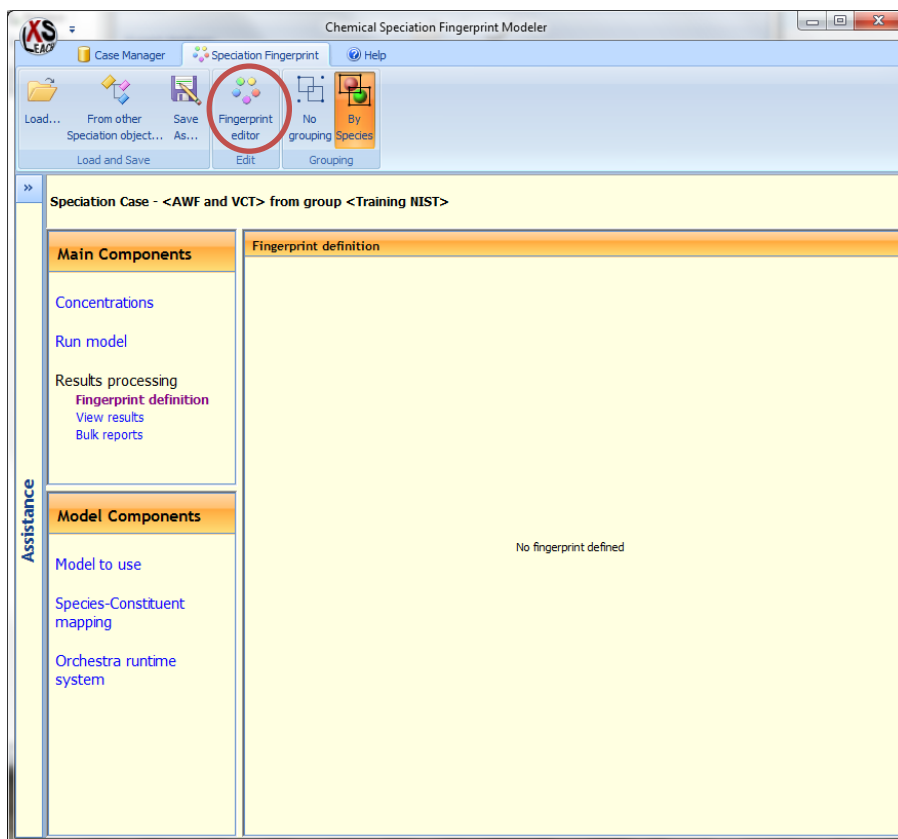 XS
LEACH
Chemical Speciation Fingerprint Modeler
Case Manager
Speciation Fingerprint
Help
Load...
From other
Speciation object...
Save
As...
Fingerprint
editor
No
grouping
By
Species
Load and Save
Edit
Grouping
»
Speciation Case - <AWF and VCT> from group <Training NIST>
Main Components
Concentrations
Run model
Results processing
Fingerprint definition
View results
Bulk reports
Assistance
Model Components
Model to use
Species-Constituent
mapping
Orchestra runtime
system
Fingerprint definition
No fingerprint defined